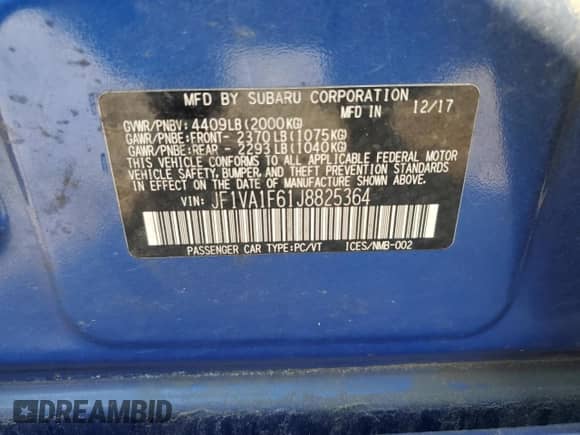 MFD BY SUBARU CORPORATION
MFD IN 12/17
GVWR/PNBV: 4409LB(2000KG)
GAWR/PNBE:FRONT- 2370LB(1075KG)
GAWR/PNBE:REAR - 2293LB(1040KG)
THIS VEHICLE CONFORMS TO ALL APPLICABLE FEDERAL MOTOR
VEHICLE SAFETY, BUMPER, AND THEFT PREVENTION STANDARDS
IN EFFECT ON THE DATE OF MANUFACTURE SHOWN ABOVE.
VIN: JF1VA1F61J8825364
PASSENGER CAR TYPE:PC/VT ICES/NMB-002
DREAMBID